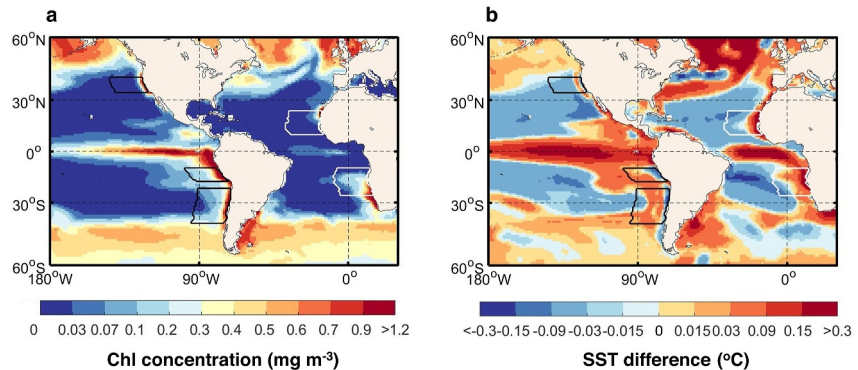 a
b
60°N
30°N
0°
30°S
60°S
180°W
90°W
0°
60°N
30°N
0°
30°S
60°S
180°W
90°W
0°
0 0.03 0.07 0.1 0.2 0.3 0.4 0.5 0.6 0.7 0.9 >1.2
<-0.3 -0.15 -0.09 -0.03 -0.015 0 0.015 0.03 0.09 0.15 >0.3
Chl concentration (mg m⁻³)
SST difference (°C)